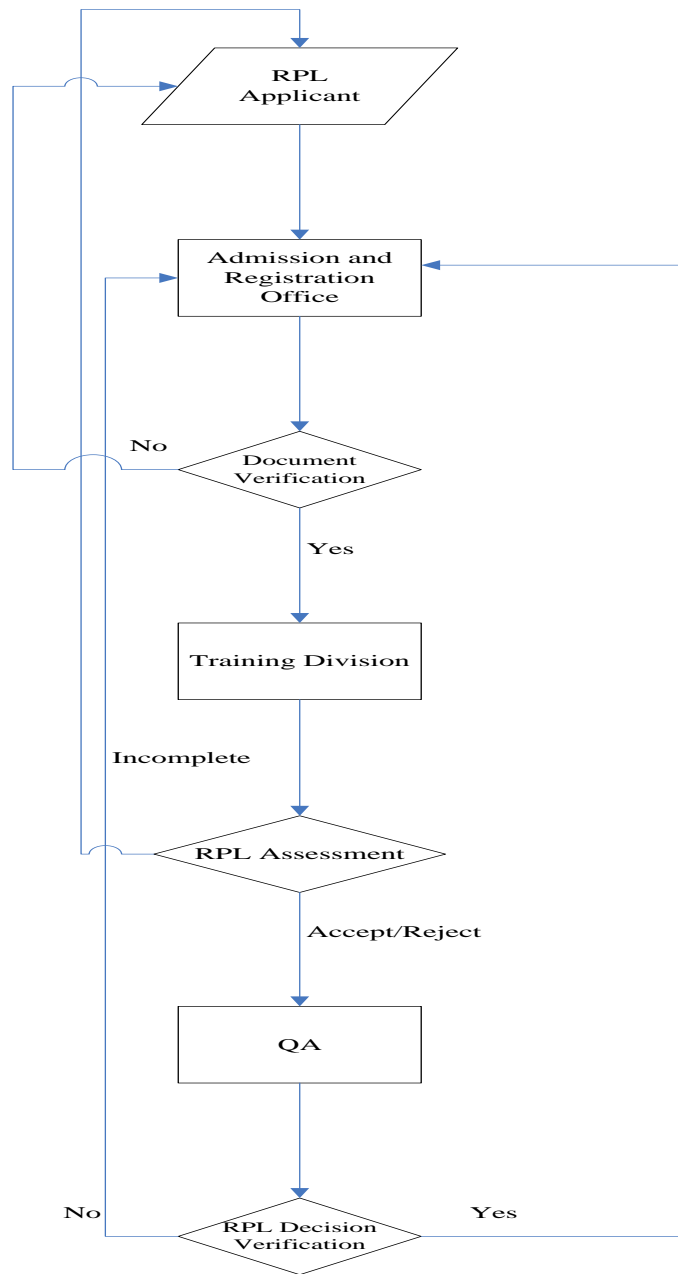 RPL
Applicant
Admission and
Registration
Office
No
Document
Verification
Yes
Training Division
Incomplete
RPL Assessment
Accept/Reject
QA
No
RPL Decision
Verification
Yes